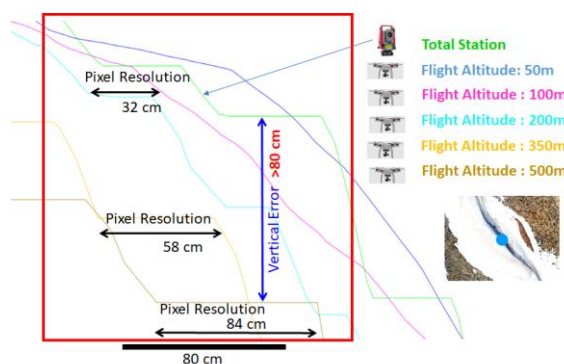 Pixel Resolution
32 cm
Vertical Error >80 cm
Pixel Resolution
58 cm
Pixel Resolution
84 cm
80 cm
Total Station
Flight Altitude: 50m
Flight Altitude : 100m
Flight Altitude : 200m
Flight Altitude : 350m
Flight Altitude : 500m